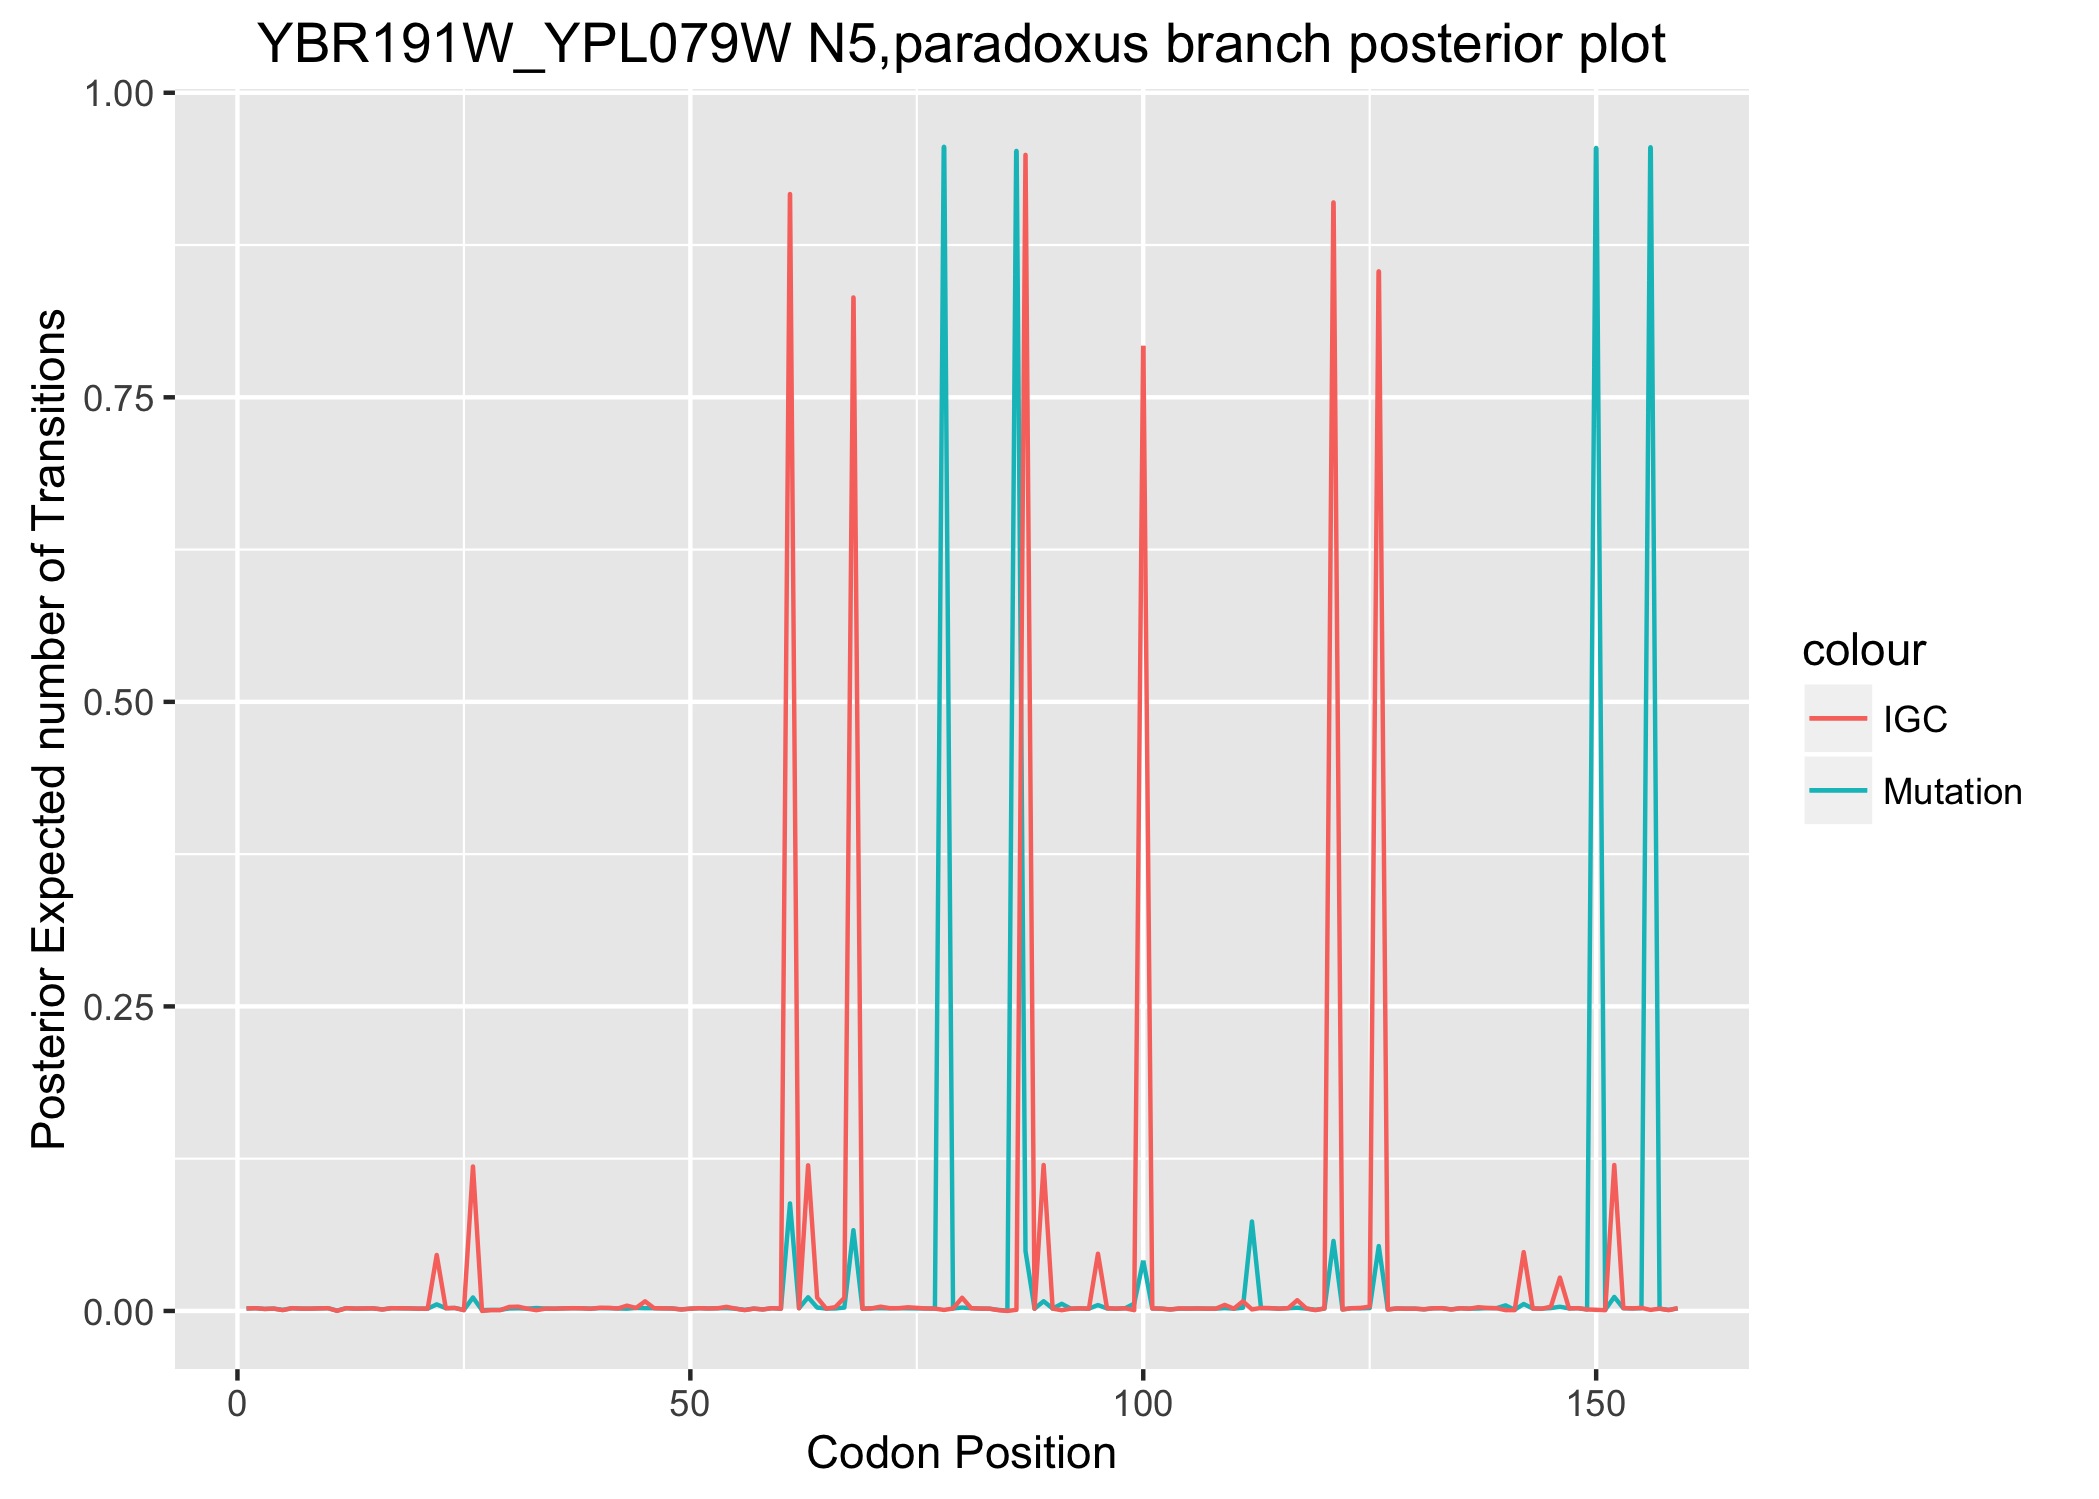 YBR191W_YPL079W N5,paradoxus branch posterior plot
Posterior Expected number of Transitions
1.00
0.75
0.50
0.25
0.00
0
50
100
150
Codon Position
colour
IGC
Mutation